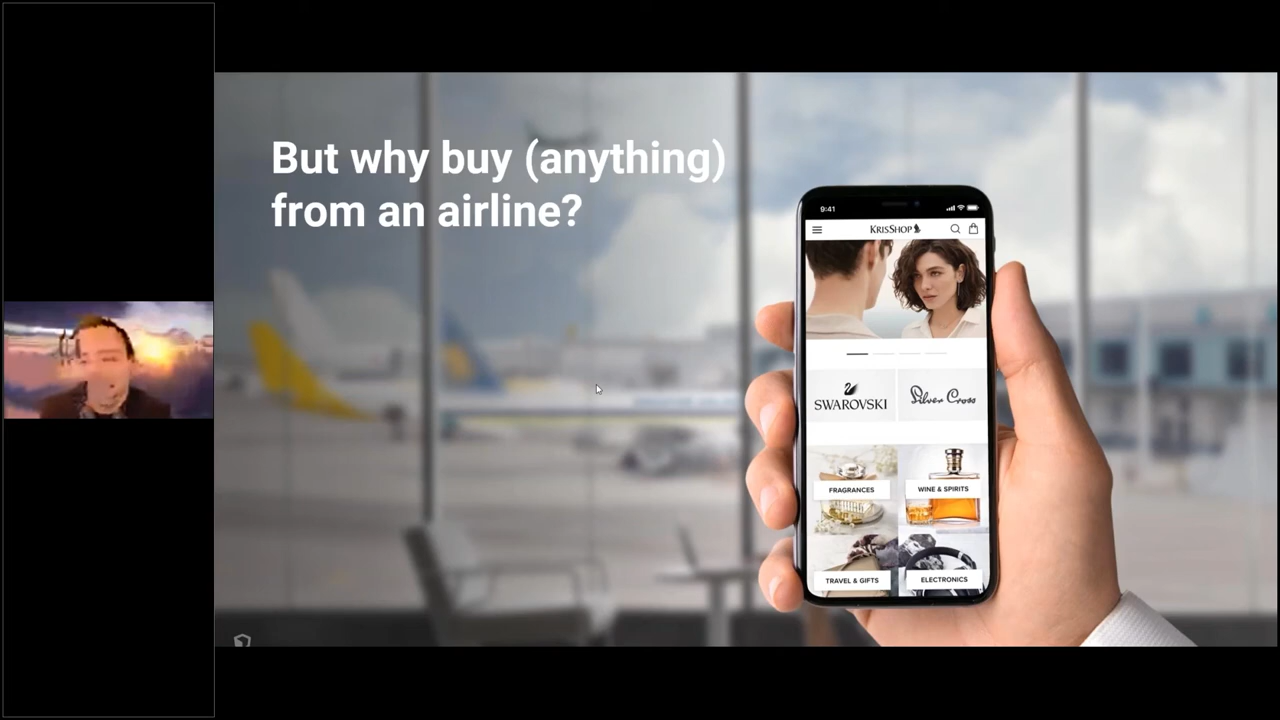 But why buy (anything)
from an airline?
9:41
KRISSHOP
SWAROVSKI
Silver Cross
FRAGRANCES
WINE & SPIRITS
TRAVEL & GIFTS
ELECTRONICS